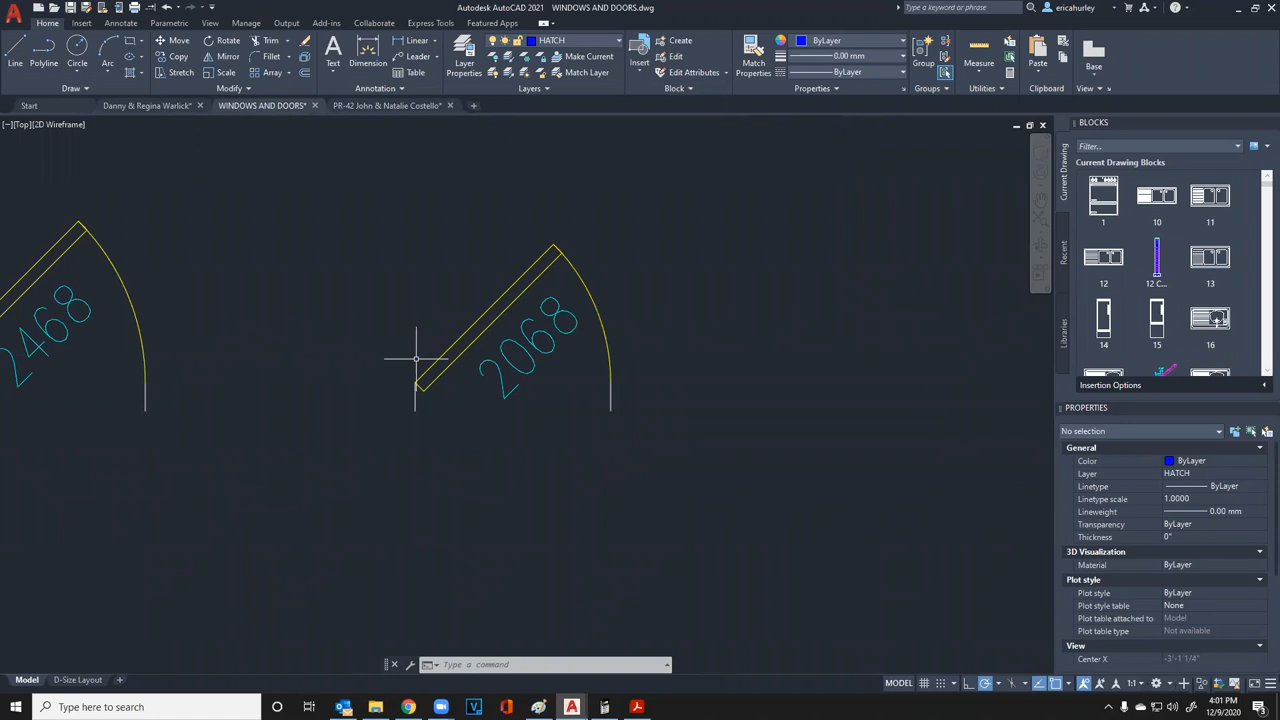 Autodesk AutoCAD 2021 WINDOWS AND DOORS.dwg
Type a keyword or phrase
ericahurley
Home Insert Annotate Parametric View Manage Output Add-ins Collaborate Express Tools Featured Apps
Line Polyline Circle Arc
Move Rotate Trim
Copy Mirror Fillet
Stretch Scale Array
Text Dimension
Linear
Leader
Table
Layer Properties
HATCH
Make Current
Match Layer
Insert
Create
Edit
Edit Attributes
Match Properties
ByLayer
0.00 mm
ByLayer
Group
Measure
Paste
Base
Draw Modify Annotation Layers Block Properties Groups Utilities Clipboard View
Start Danny & Regina Warlick* WINDOWS AND DOORS* PR-42 John & Natalie Costello*
[−][Top][2D Wireframe]
2468
2068
BLOCKS
Filter...
Current Drawing Blocks
Current Drawing
Recent
Libraries
1 10 11
12 12 C... 13
14 15 16
Insertion Options
PROPERTIES
No selection
General
Color ByLayer
Layer HATCH
Linetype ByLayer
Linetype scale 1.0000
Lineweight 0.00 mm
Transparency ByLayer
Thickness 0"
3D Visualization
Material ByLayer
Plot style
Plot style ByLayer
Plot style table None
Plot table attached to Model
Plot table type Not available
View
Center X -3'-1 1/4"
Type a command
Model D-Size Layout
MODEL 1:1
Type here to search
4:01 PM
12/9/2020